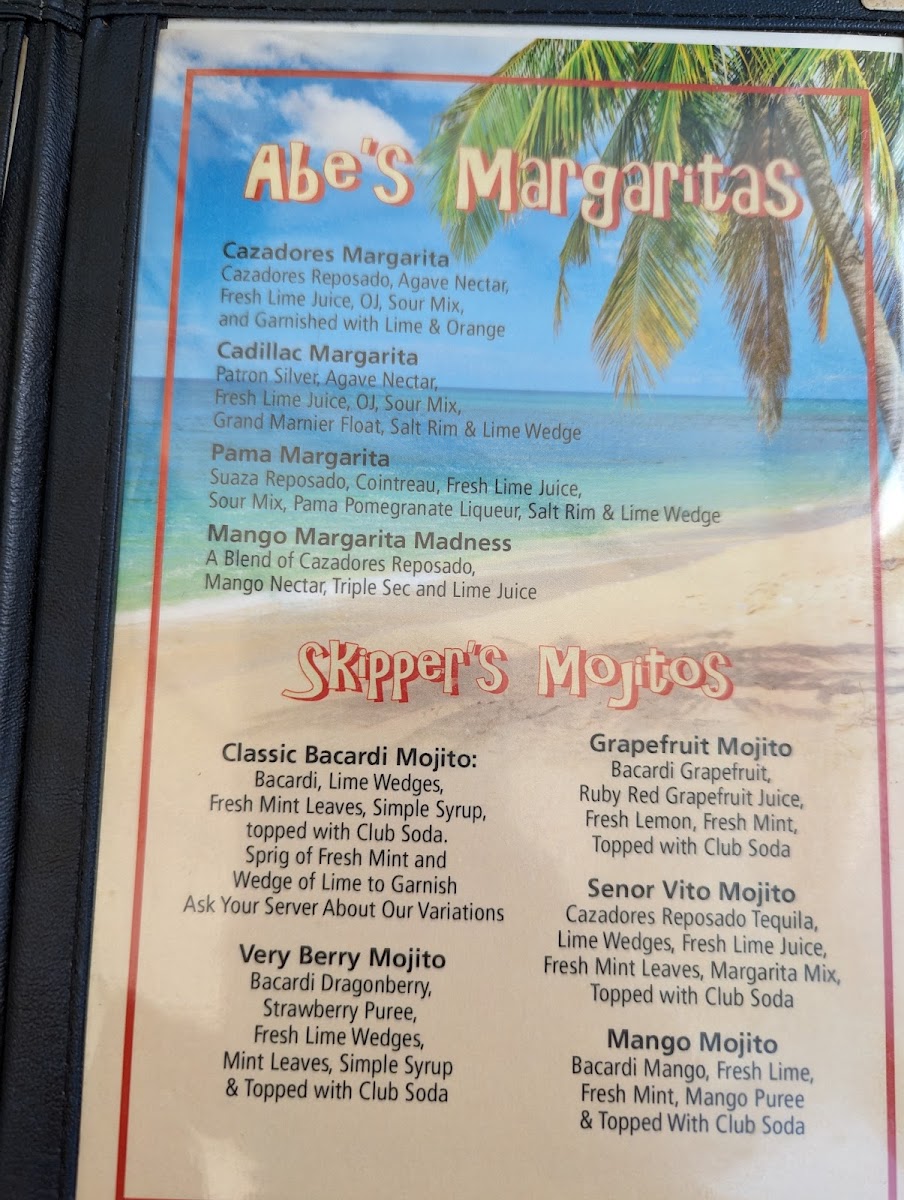 Abe's Margaritas
Cazadores Margarita
Cazadores Reposado, Agave Nectar,
Fresh Lime Juice, OJ, Sour Mix,
and Garnished with Lime & Orange
Cadillac Margarita
Patron Silver, Agave Nectar,
Fresh Lime Juice, OJ, Sour Mix,
Grand Marnier Float, Salt Rim & Lime Wedge
Pama Margarita
Suaza Reposado, Cointreau, Fresh Lime Juice,
Sour Mix, Pama Pomegranate Liqueur, Salt Rim & Lime Wedge
Mango Margarita Madness
A Blend of Cazadores Reposado,
Mango Nectar, Triple Sec and Lime Juice
Skipper's Mojitos
Classic Bacardi Mojito:
Bacardi, Lime Wedges,
Fresh Mint Leaves, Simple Syrup,
topped with Club Soda.
Sprig of Fresh Mint and
Wedge of Lime to Garnish
Ask Your Server About Our Variations
Very Berry Mojito
Bacardi Dragonberry,
Strawberry Puree,
Fresh Lime Wedges,
Mint Leaves, Simple Syrup
& Topped with Club Soda
Grapefruit Mojito
Bacardi Grapefruit,
Ruby Red Grapefruit Juice,
Fresh Lemon, Fresh Mint,
Topped with Club Soda
Senor Vito Mojito
Cazadores Reposado Tequila,
Lime Wedges, Fresh Lime Juice,
Fresh Mint Leaves, Margarita Mix,
Topped with Club Soda
Mango Mojito
Bacardi Mango, Fresh Lime,
Fresh Mint, Mango Puree
& Topped With Club Soda